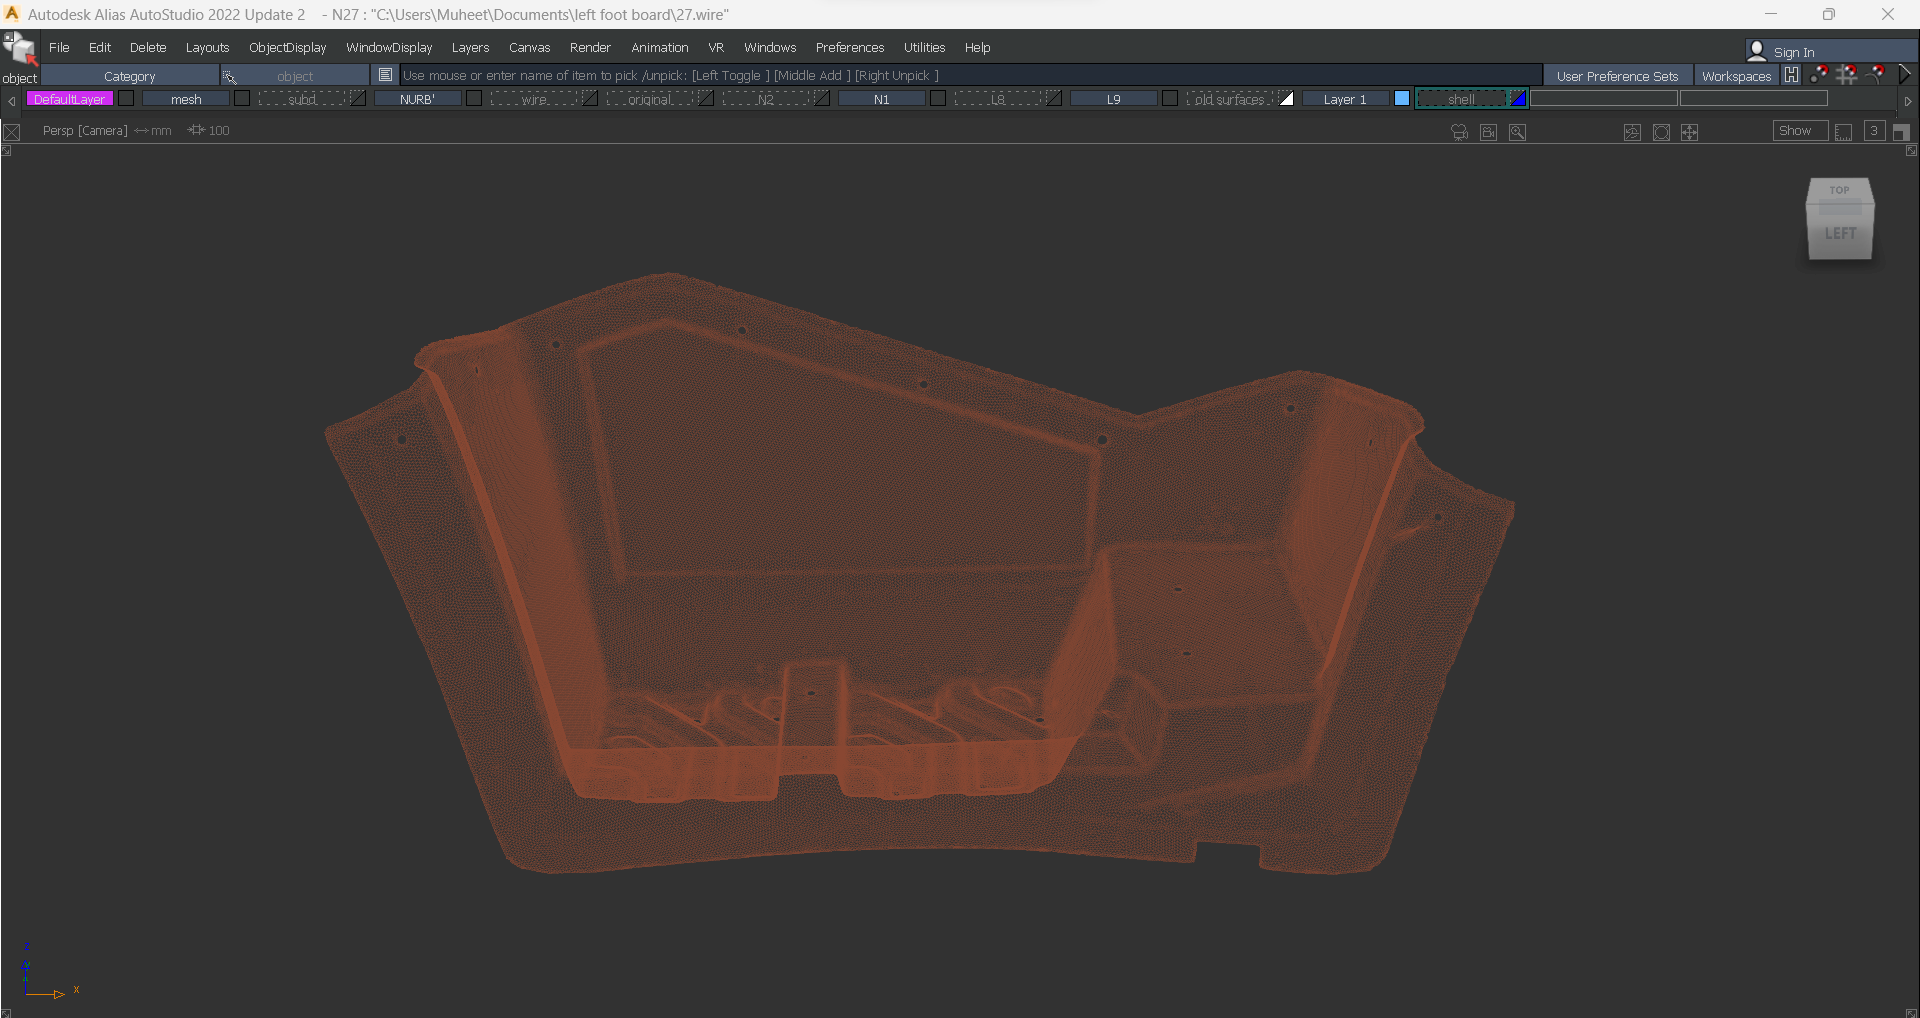 Autodesk Alias AutoStudio 2022 Update 2 - N27 : "C:\Users\Muheet\Documents\left foot board\27.wire"
File Edit Delete Layouts ObjectDisplay WindowDisplay Layers Canvas Render Animation VR Windows Preferences Utilities Help
Sign In
object Category object Use mouse or enter name of item to pick /unpick: [Left Toggle ] [Middle Add ] [Right Unpick ] User Preference Sets Workspaces
DefaultLayer mesh subd NURB' wire original N2 N1 L8 L9 old surfaces Layer 1 shell
Persp [Camera] mm 100 Show 3
TOP
LEFT
z
x